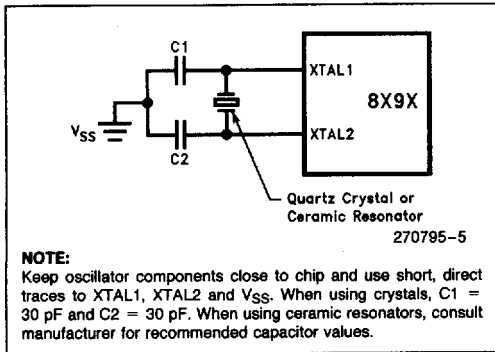 C1
XTAL1
8X9X
VSS
XTAL2
C2
Quartz Crystal or
Ceramic Resonator
270795-5
NOTE:
Keep oscillator components close to chip and use short, direct
traces to XTAL1, XTAL2 and VSS. When using crystals, C1 =
30 pF and C2 = 30 pF. When using ceramic resonators, consult
manufacturer for recommended capacitor values.